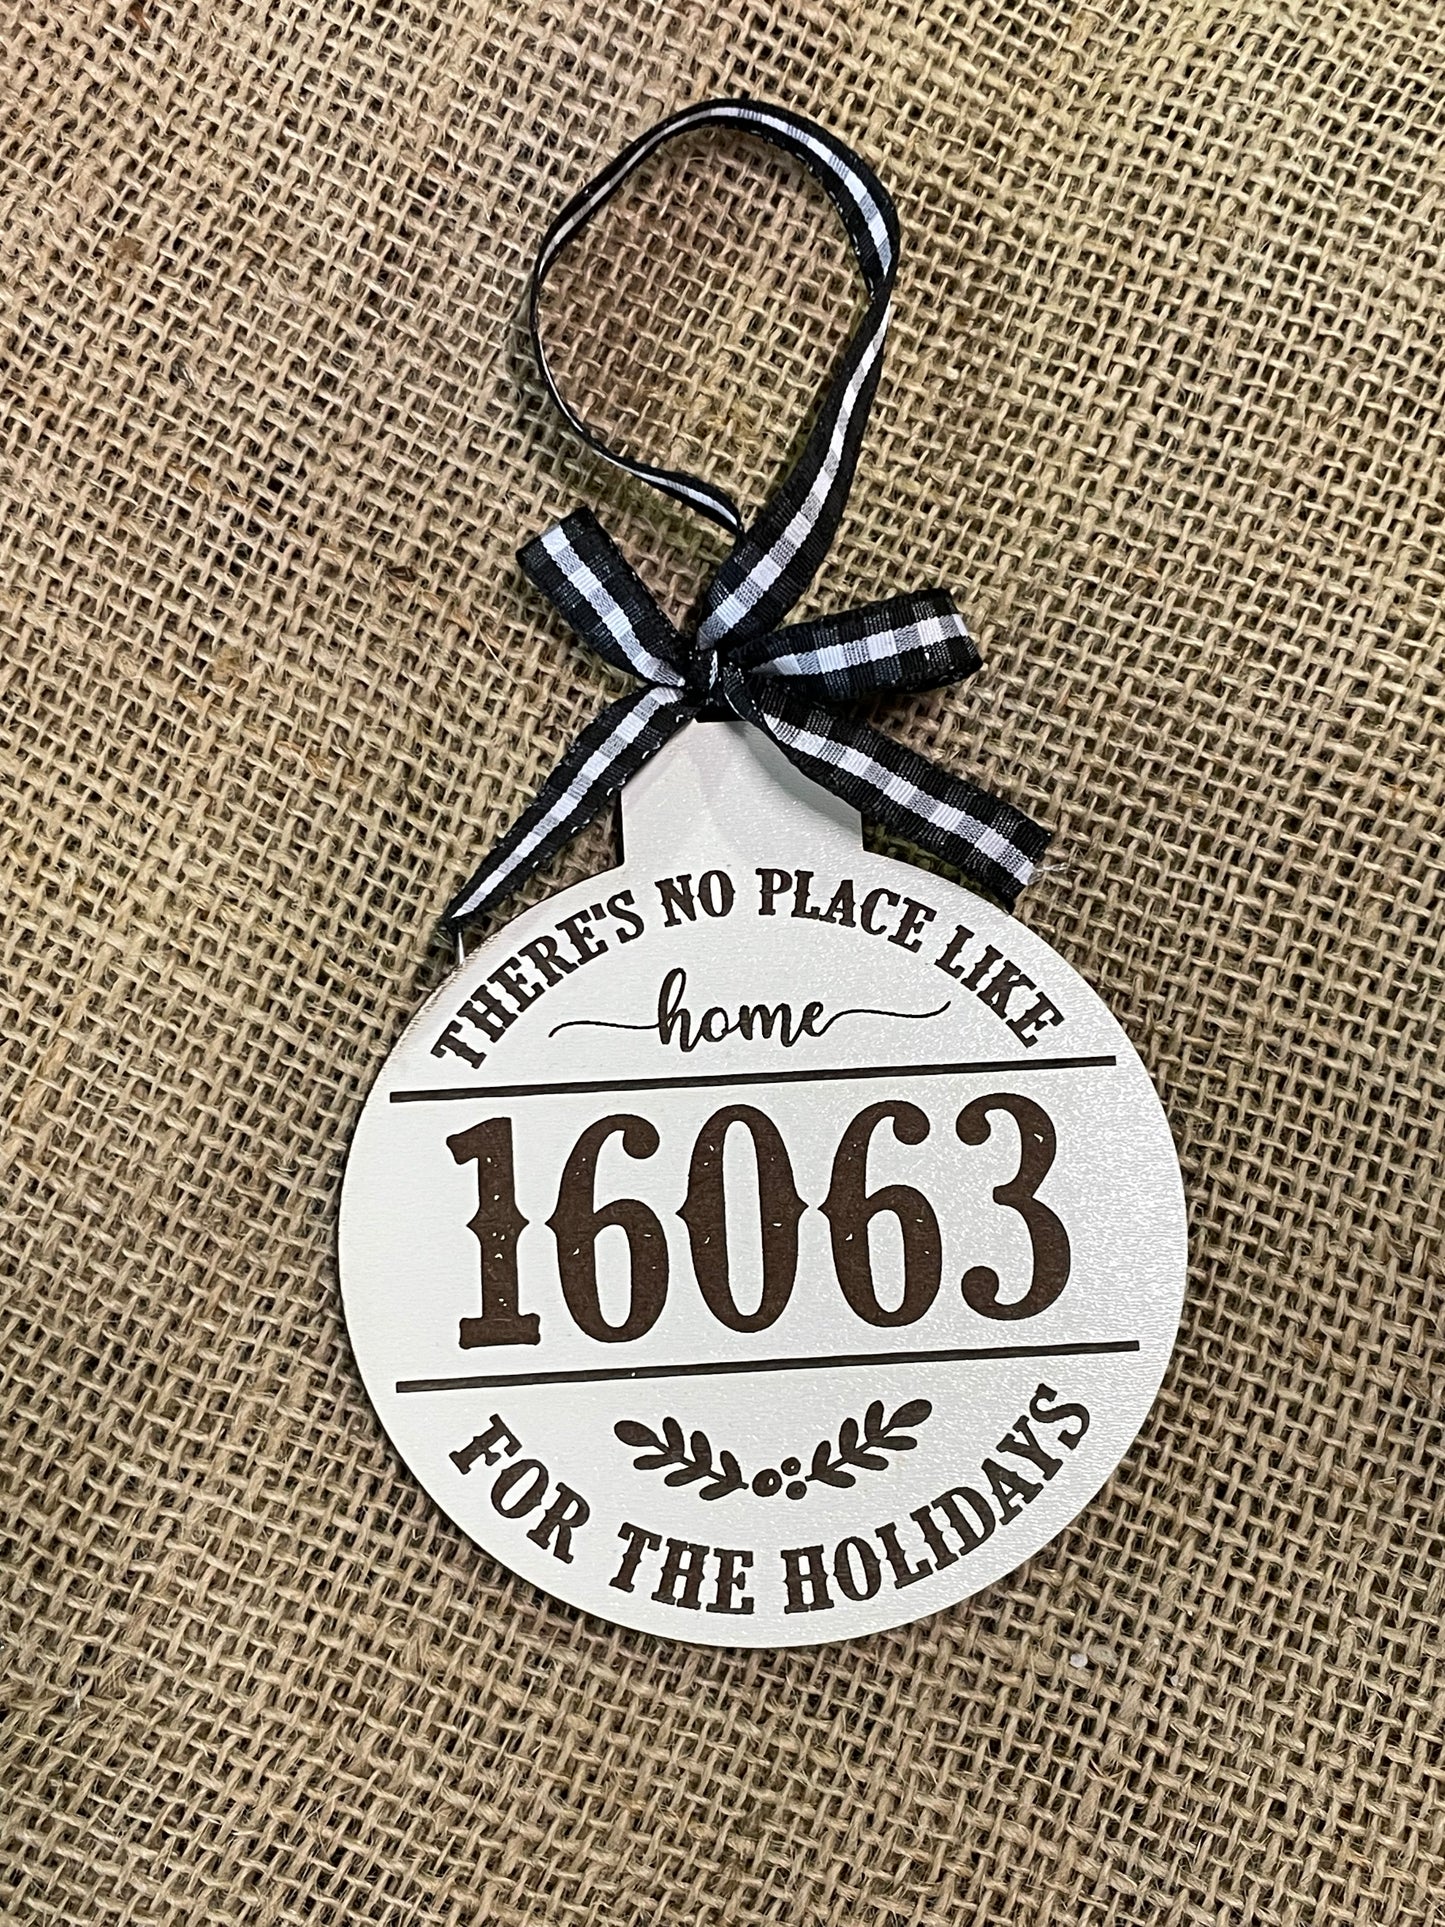 THERE'S NO PLACE LIKE
home
16063
FOR THE HOLIDAYS